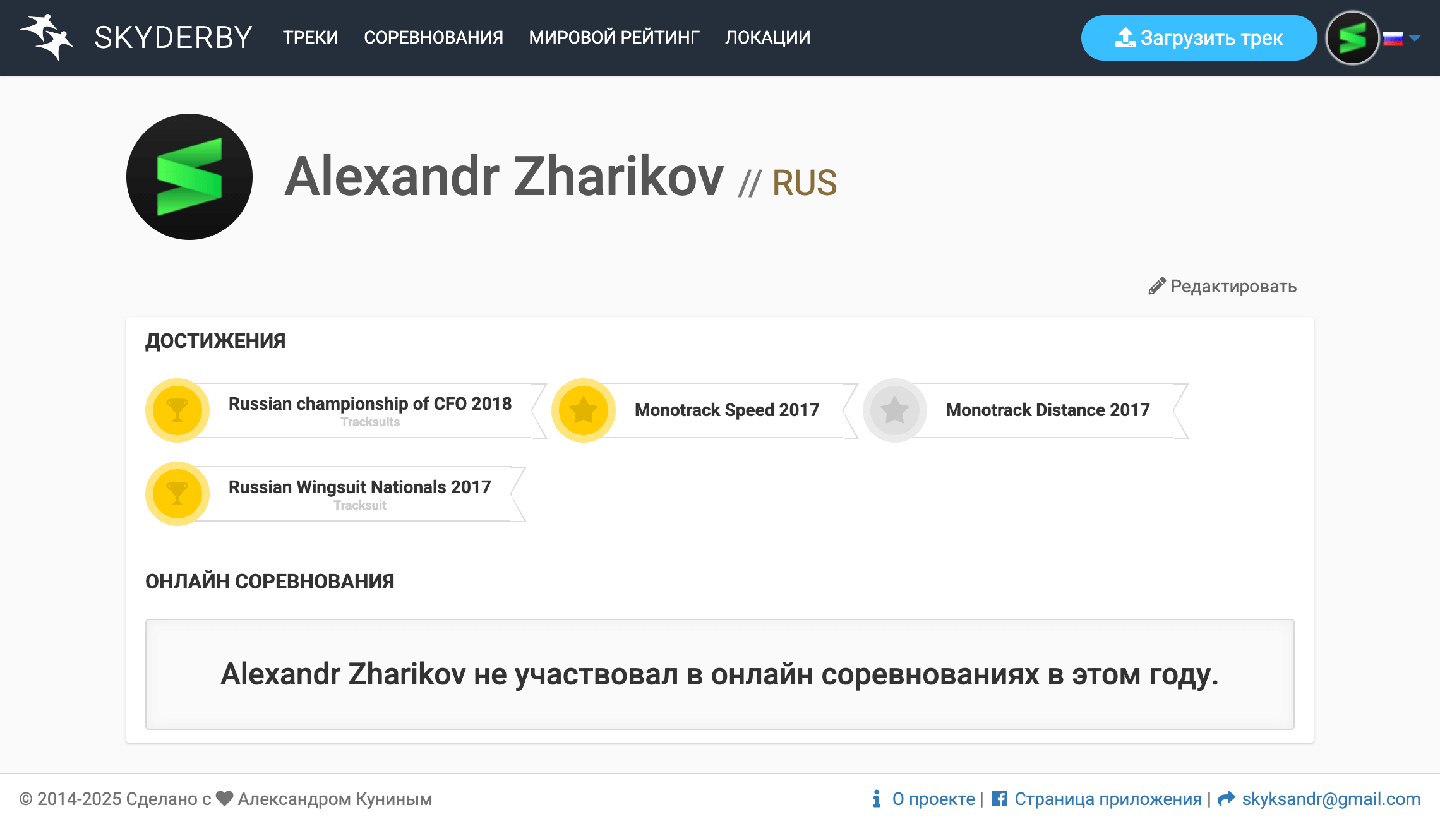 SKYDERBY ТРЕКИ СОРЕВНОВАНИЯ МИРОВОЙ РЕЙТИНГ ЛОКАЦИИ Загрузить трек
Alexandr Zharikov // RUS
Редактировать
ДОСТИЖЕНИЯ
Russian championship of CFO 2018
Tracksuits
Monotrack Speed 2017
Monotrack Distance 2017
Russian Wingsuit Nationals 2017
Tracksuit
ОНЛАЙН СОРЕВНОВАНИЯ
Alexandr Zharikov не участвовал в онлайн соревнованиях в этом году.
© 2014-2025 Сделано с ♥ Александром Куниным
О проекте | Страница приложения | skyksandr@gmail.com